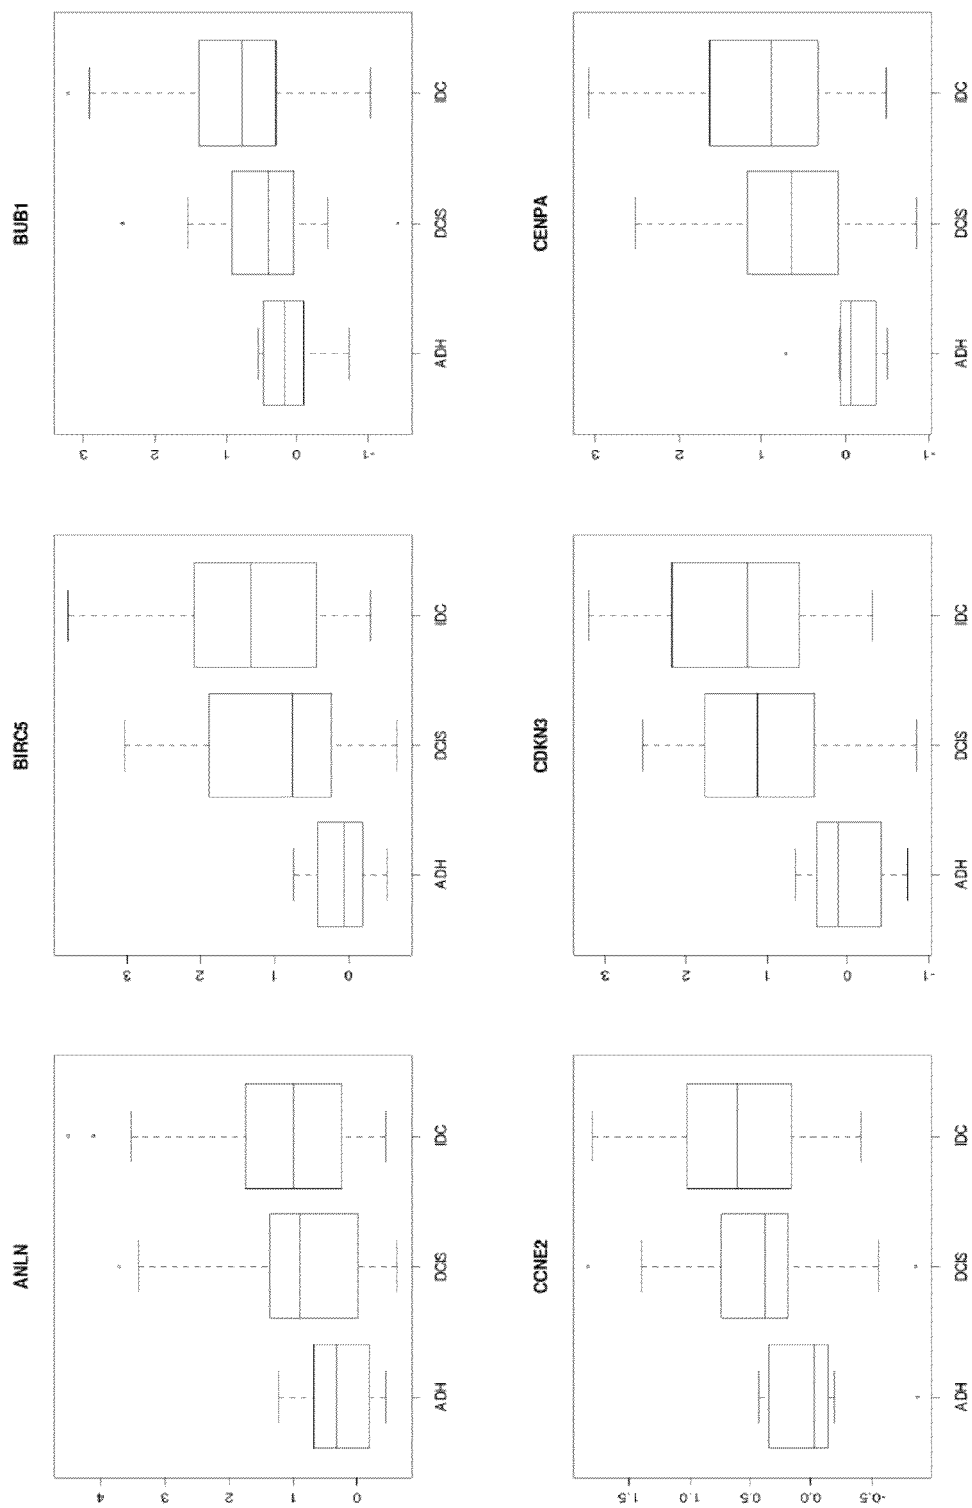 BUB1
3
2
1
0
-1
ADH
DCIS
IDC
CENPA
3
2
1
0
-1
ADH
DCIS
IDC
BIRC5
3
2
1
0
ADH
DCIS
IDC
CDKN3
3
2
1
0
-1
ADH
DCIS
IDC
ANLN
4
3
2
1
0
ADH
DCIS
IDC
CCNE2
1.5
1.0
0.5
0.0
-0.5
ADH
DCIS
IDC